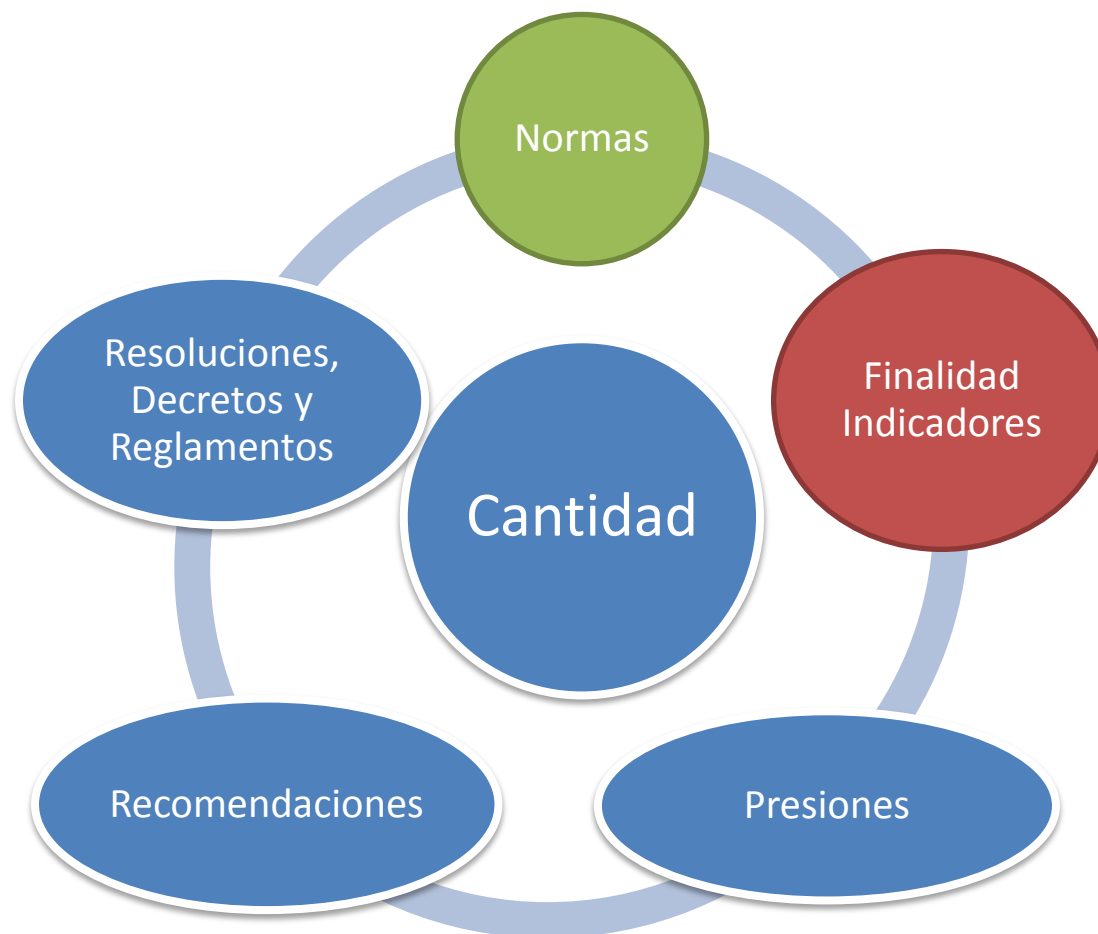 Normas
Finalidad
Indicadores
Resoluciones,
Decretos y
Reglamentos
Cantidad
Recomendaciones
Presiones